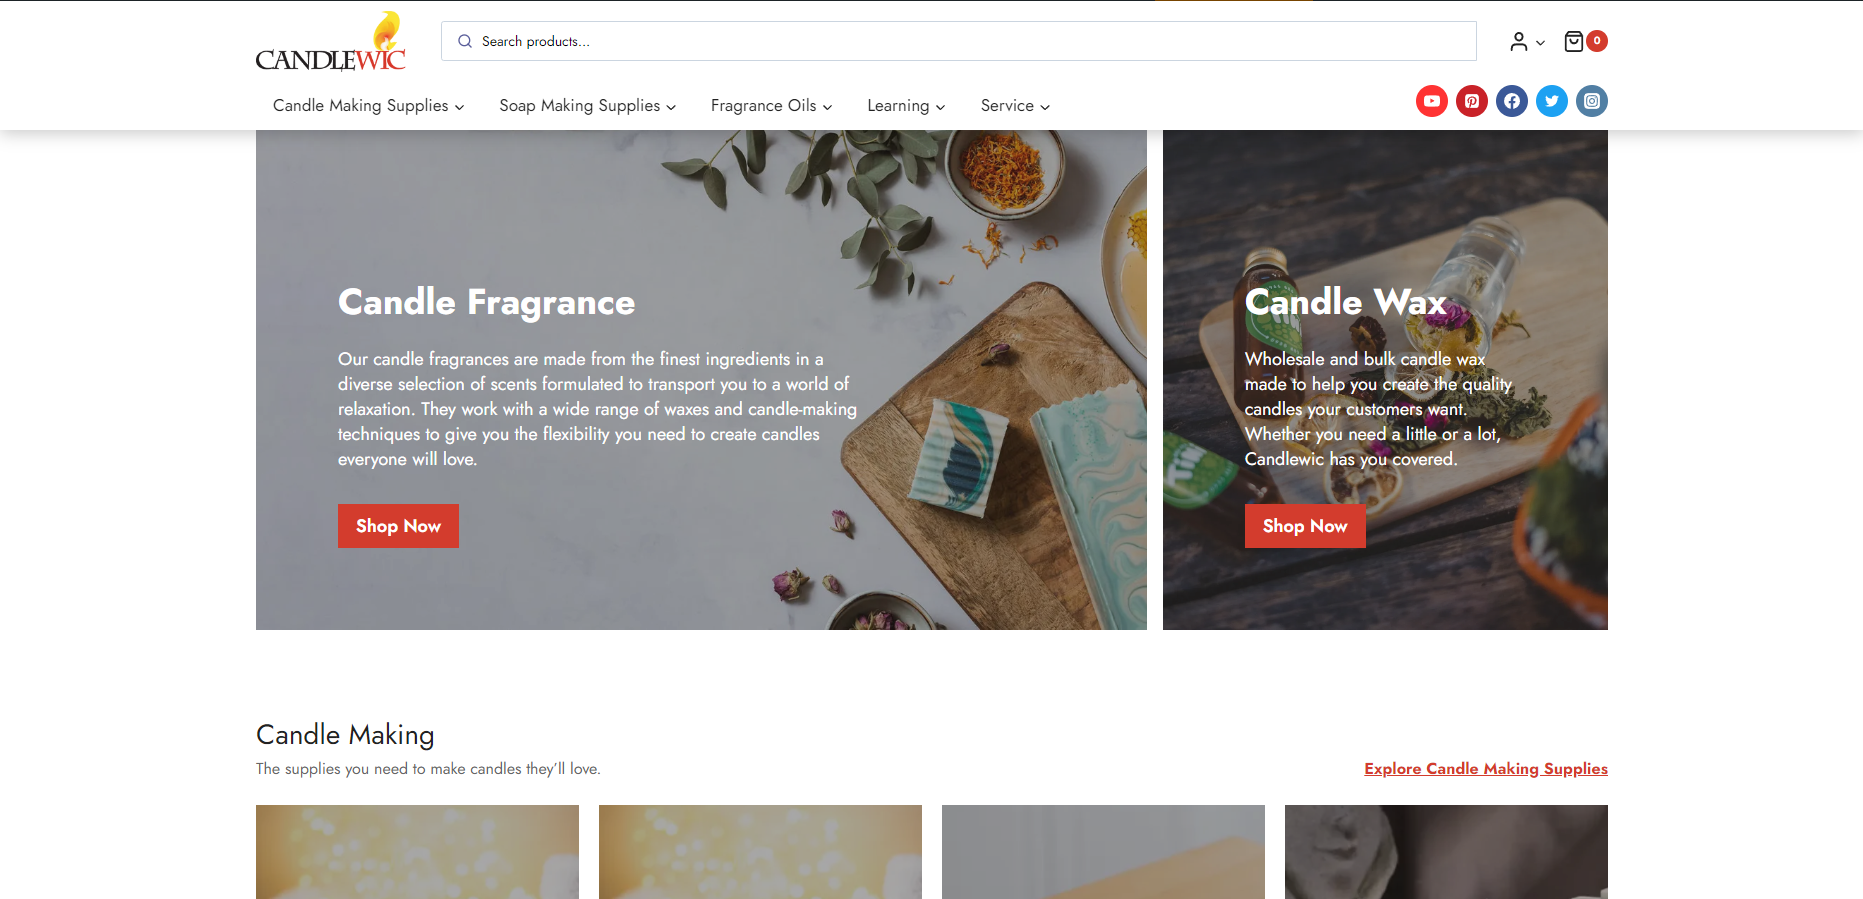 CANDLEWIC
Search products...
0
Candle Making Supplies
Soap Making Supplies
Fragrance Oils
Learning
Service
Candle Fragrance
Our candle fragrances are made from the finest ingredients in a
diverse selection of scents formulated to transport you to a world of
relaxation. They work with a wide range of waxes and candle-making
techniques to give you the flexibility you need to create candles
everyone will love.
Shop Now
Candle Wax
Wholesale and bulk candle wax
made to help you create the quality
candles your customers want.
Whether you need a little or a lot,
Candlewic has you covered.
Shop Now
Candle Making
The supplies you need to make candles they’ll love.
Explore Candle Making Supplies